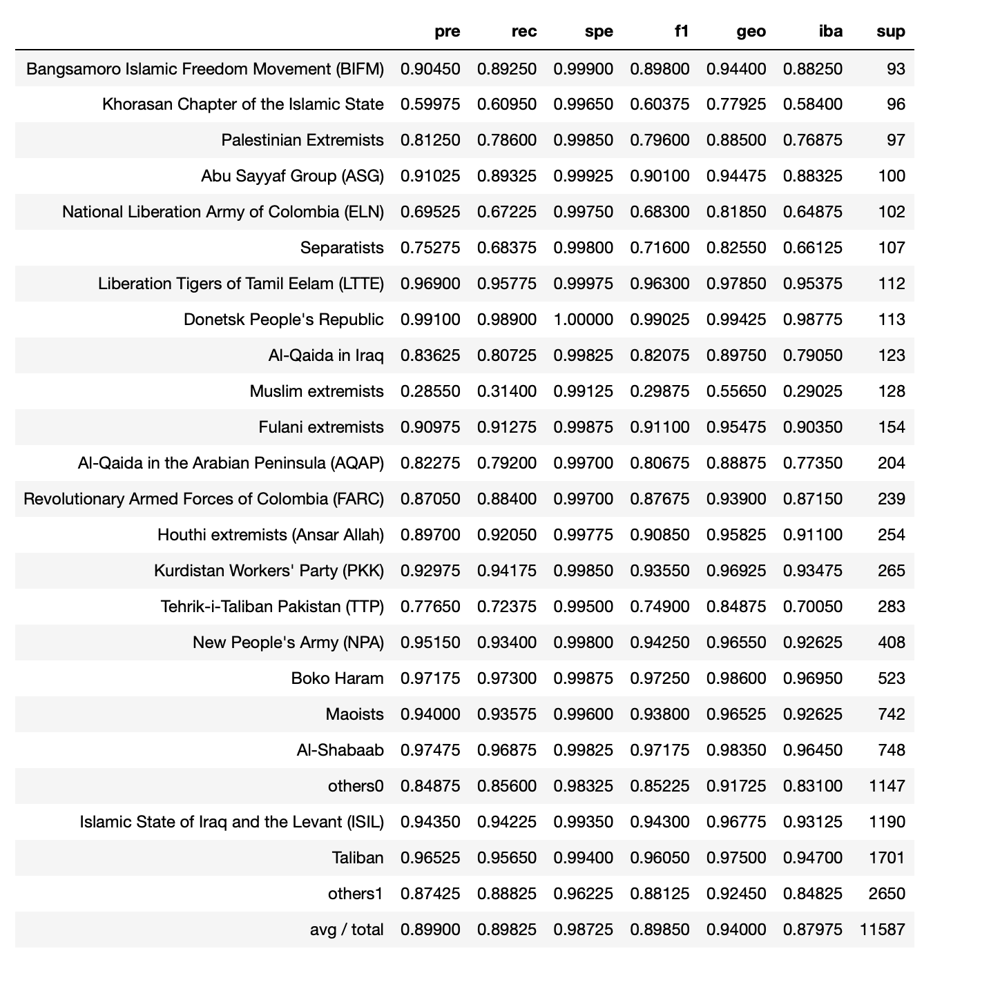 pre rec spe f1 geo iba sup
Bangsamoro Islamic Freedom Movement (BIFM) 0.90450 0.89250 0.99900 0.89800 0.94400 0.88250 93
Khorasan Chapter of the Islamic State 0.59975 0.60950 0.99650 0.60375 0.77925 0.58400 96
Palestinian Extremists 0.81250 0.78600 0.99850 0.79600 0.88500 0.76875 97
Abu Sayyaf Group (ASG) 0.91025 0.89325 0.99925 0.90100 0.94475 0.88325 100
National Liberation Army of Colombia (ELN) 0.69525 0.67225 0.99750 0.68300 0.81850 0.64875 102
Separatists 0.75275 0.68375 0.99800 0.71600 0.82550 0.66125 107
Liberation Tigers of Tamil Eelam (LTTE) 0.96900 0.95775 0.99975 0.96300 0.97850 0.95375 112
Donetsk People's Republic 0.99100 0.98900 1.00000 0.99025 0.99425 0.98775 113
Al-Qaida in Iraq 0.83625 0.80725 0.99825 0.82075 0.89750 0.79050 123
Muslim extremists 0.28550 0.31400 0.99125 0.29875 0.55650 0.29025 128
Fulani extremists 0.90975 0.91275 0.99875 0.91100 0.95475 0.90350 154
Al-Qaida in the Arabian Peninsula (AQAP) 0.82275 0.79200 0.99700 0.80675 0.88875 0.77350 204
Revolutionary Armed Forces of Colombia (FARC) 0.87050 0.88400 0.99700 0.87675 0.93900 0.87150 239
Houthi extremists (Ansar Allah) 0.89700 0.92050 0.99775 0.90850 0.95825 0.91100 254
Kurdistan Workers' Party (PKK) 0.92975 0.94175 0.99850 0.93550 0.96925 0.93475 265
Tehrik-i-Taliban Pakistan (TTP) 0.77650 0.72375 0.99500 0.74900 0.84875 0.70050 283
New People's Army (NPA) 0.95150 0.93400 0.99800 0.94250 0.96550 0.92625 408
Boko Haram 0.97175 0.97300 0.99875 0.97250 0.98600 0.96950 523
Maoists 0.94000 0.93575 0.99600 0.93800 0.96525 0.92625 742
Al-Shabaab 0.97475 0.96875 0.99825 0.97175 0.98350 0.96450 748
others0 0.84875 0.85600 0.98325 0.85225 0.91725 0.83100 1147
Islamic State of Iraq and the Levant (ISIL) 0.94350 0.94225 0.99350 0.94300 0.96775 0.93125 1190
Taliban 0.96525 0.95650 0.99400 0.96050 0.97500 0.94700 1701
others1 0.87425 0.88825 0.96225 0.88125 0.92450 0.84825 2650
avg / total 0.89900 0.89825 0.98725 0.89850 0.94000 0.87975 11587